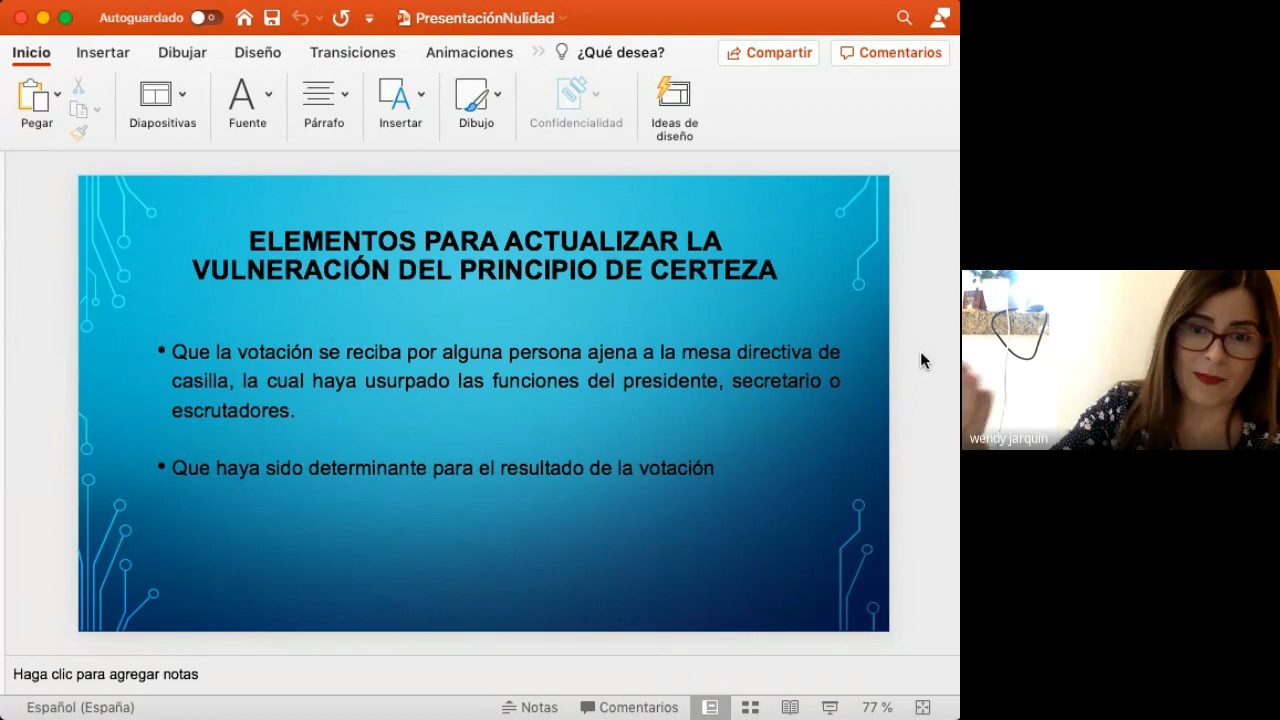 Autoguardado
PresentaciónNulidad
Inicio
Insertar
Dibujar
Diseño
Transiciones
Animaciones
¿Qué desea?
Compartir
Comentarios
Pegar
Diapositivas
Fuente
Párrafo
Insertar
Dibujo
Confidencialidad
Ideas de
diseño
ELEMENTOS PARA ACTUALIZAR LA
VULNERACIÓN DEL PRINCIPIO DE CERTEZA
• Que la votación se reciba por alguna persona ajena a la mesa directiva de
casilla, la cual haya usurpado las funciones del presidente, secretario o
escrutadores.
• Que haya sido determinante para el resultado de la votación
wendy jarquin
Haga clic para agregar notas
Español (España)
Notas
Comentarios
77 %